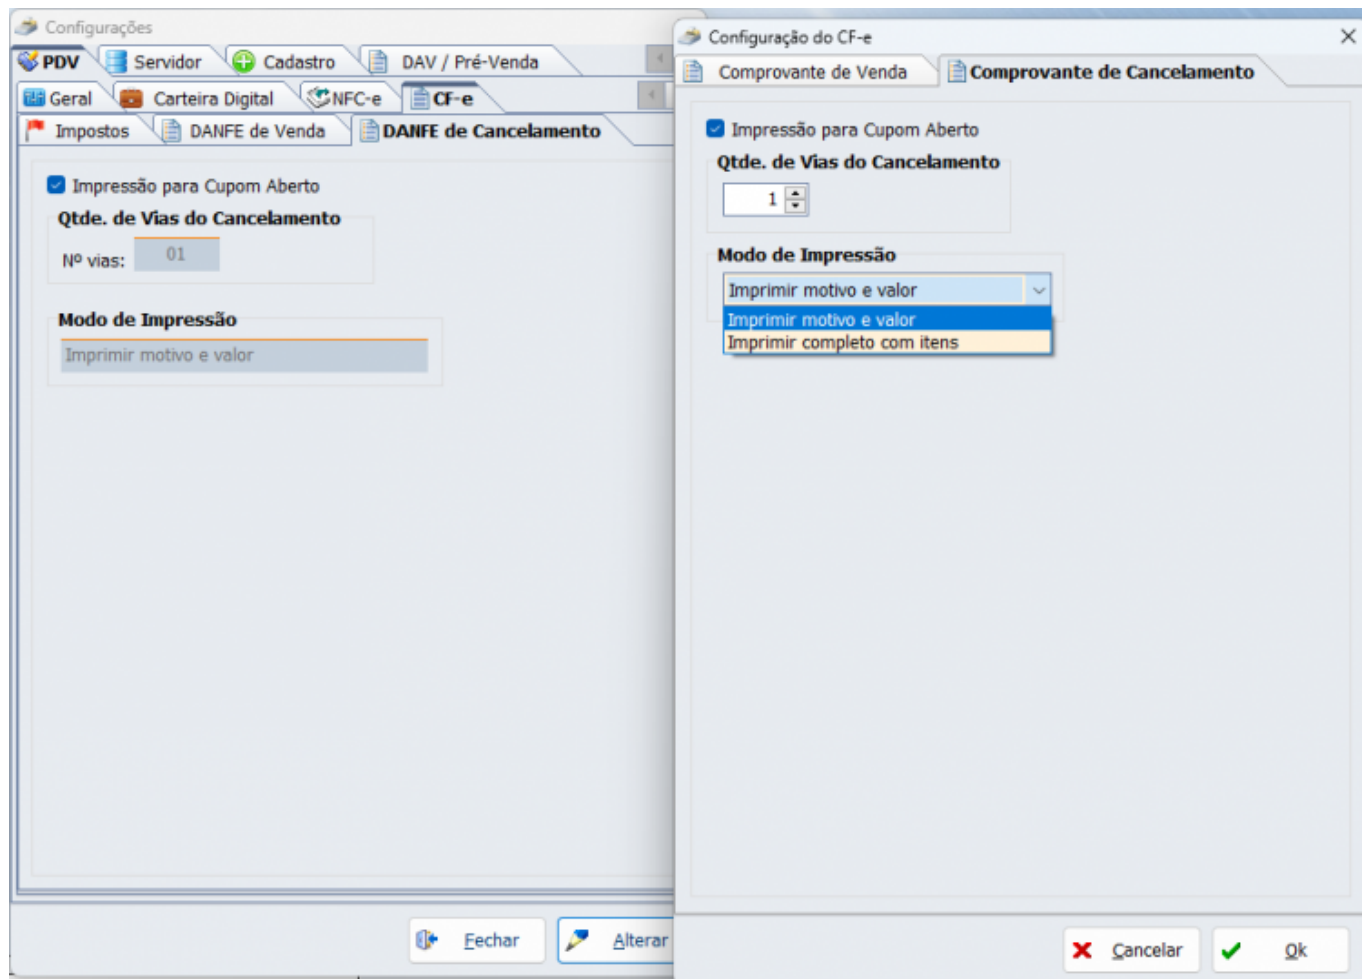 Configurações
PDV Servidor Cadastro DAV / Pré-Venda
Geral Carteira Digital NFC-e CF-e
Impostos DANFE de Venda DANFE de Cancelamento
Impressão para Cupom Aberto
Qtde. de Vias do Cancelamento
Nº vias: 01
Modo de Impressão
Imprimir motivo e valor
Fechar Alterar
Configuração do CF-e
Comprovante de Venda Comprovante de Cancelamento
Impressão para Cupom Aberto
Qtde. de Vias do Cancelamento
1
Modo de Impressão
Imprimir motivo e valor
Imprimir motivo e valor
Imprimir completo com itens
Cancelar Ok